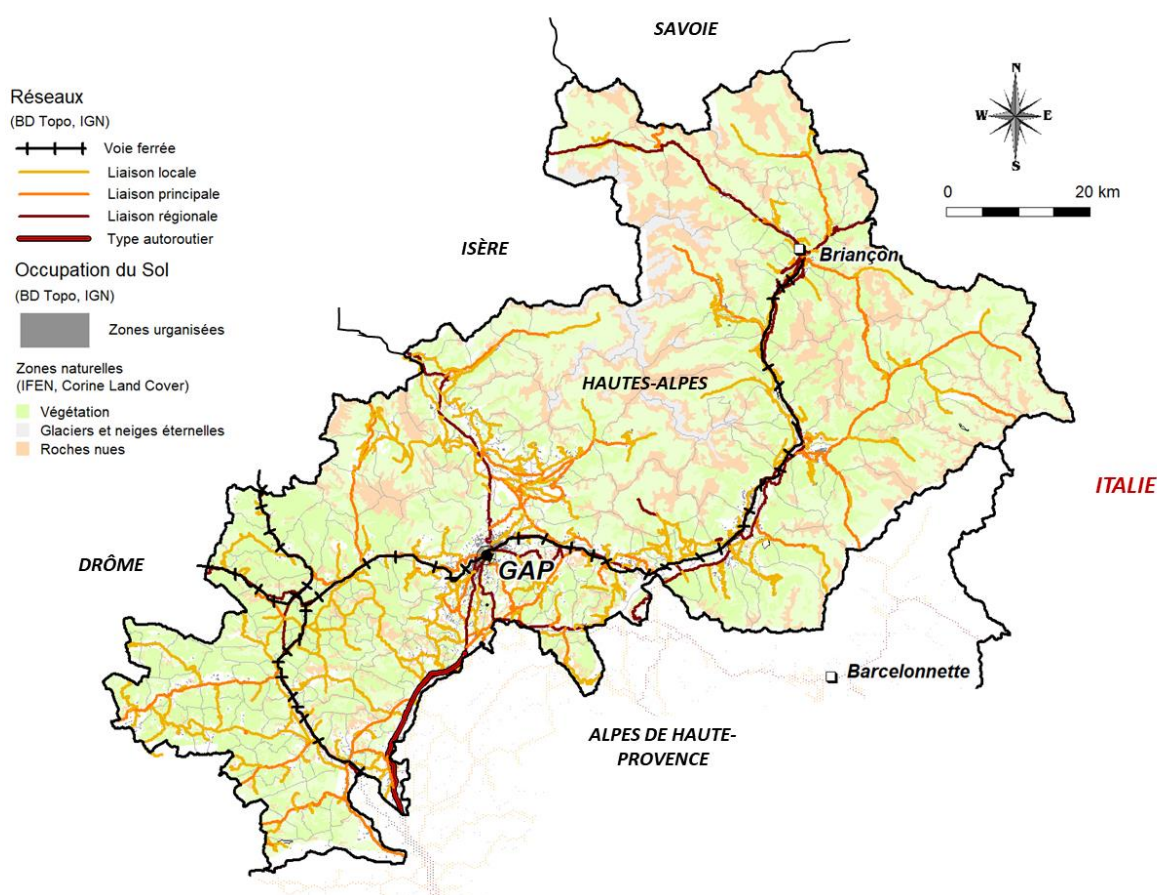 Réseaux
(BD Topo, IGN)
Voie ferrée
Liaison locale
Liaison principale
Liaison régionale
Type autoroutier
Occupation du Sol
(BD Topo, IGN)
Zones urganisées
Zones naturelles
(IFEN, Corine Land Cover)
Végétation
Glaciers et neiges éternelles
Roches nues
SAVOIE
N
W E
S
0 20 km
ISÈRE
Briançon
HAUTES-ALPES
ITALIE
DRÔME
GAP
Barcelonnette
ALPES DE HAUTE-
PROVENCE